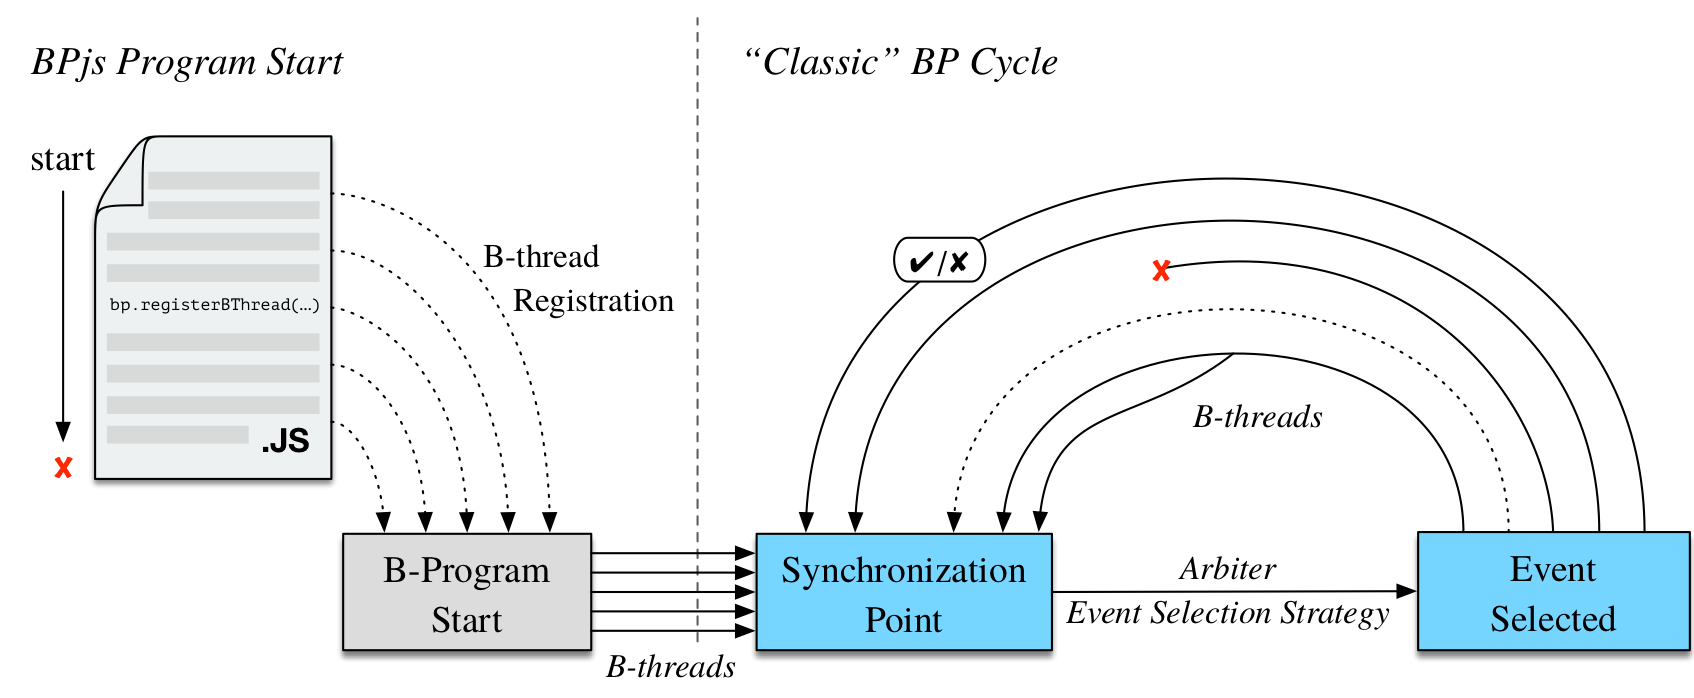 BPjs Program Start
“Classic” BP Cycle
start
B-thread
Registration
✔/✘
✘
bp.registerBThread(…)
B-threads
.JS
✘
B-Program
Start
Synchronization
Point
Arbiter
Event Selection Strategy
Event
Selected
B-threads